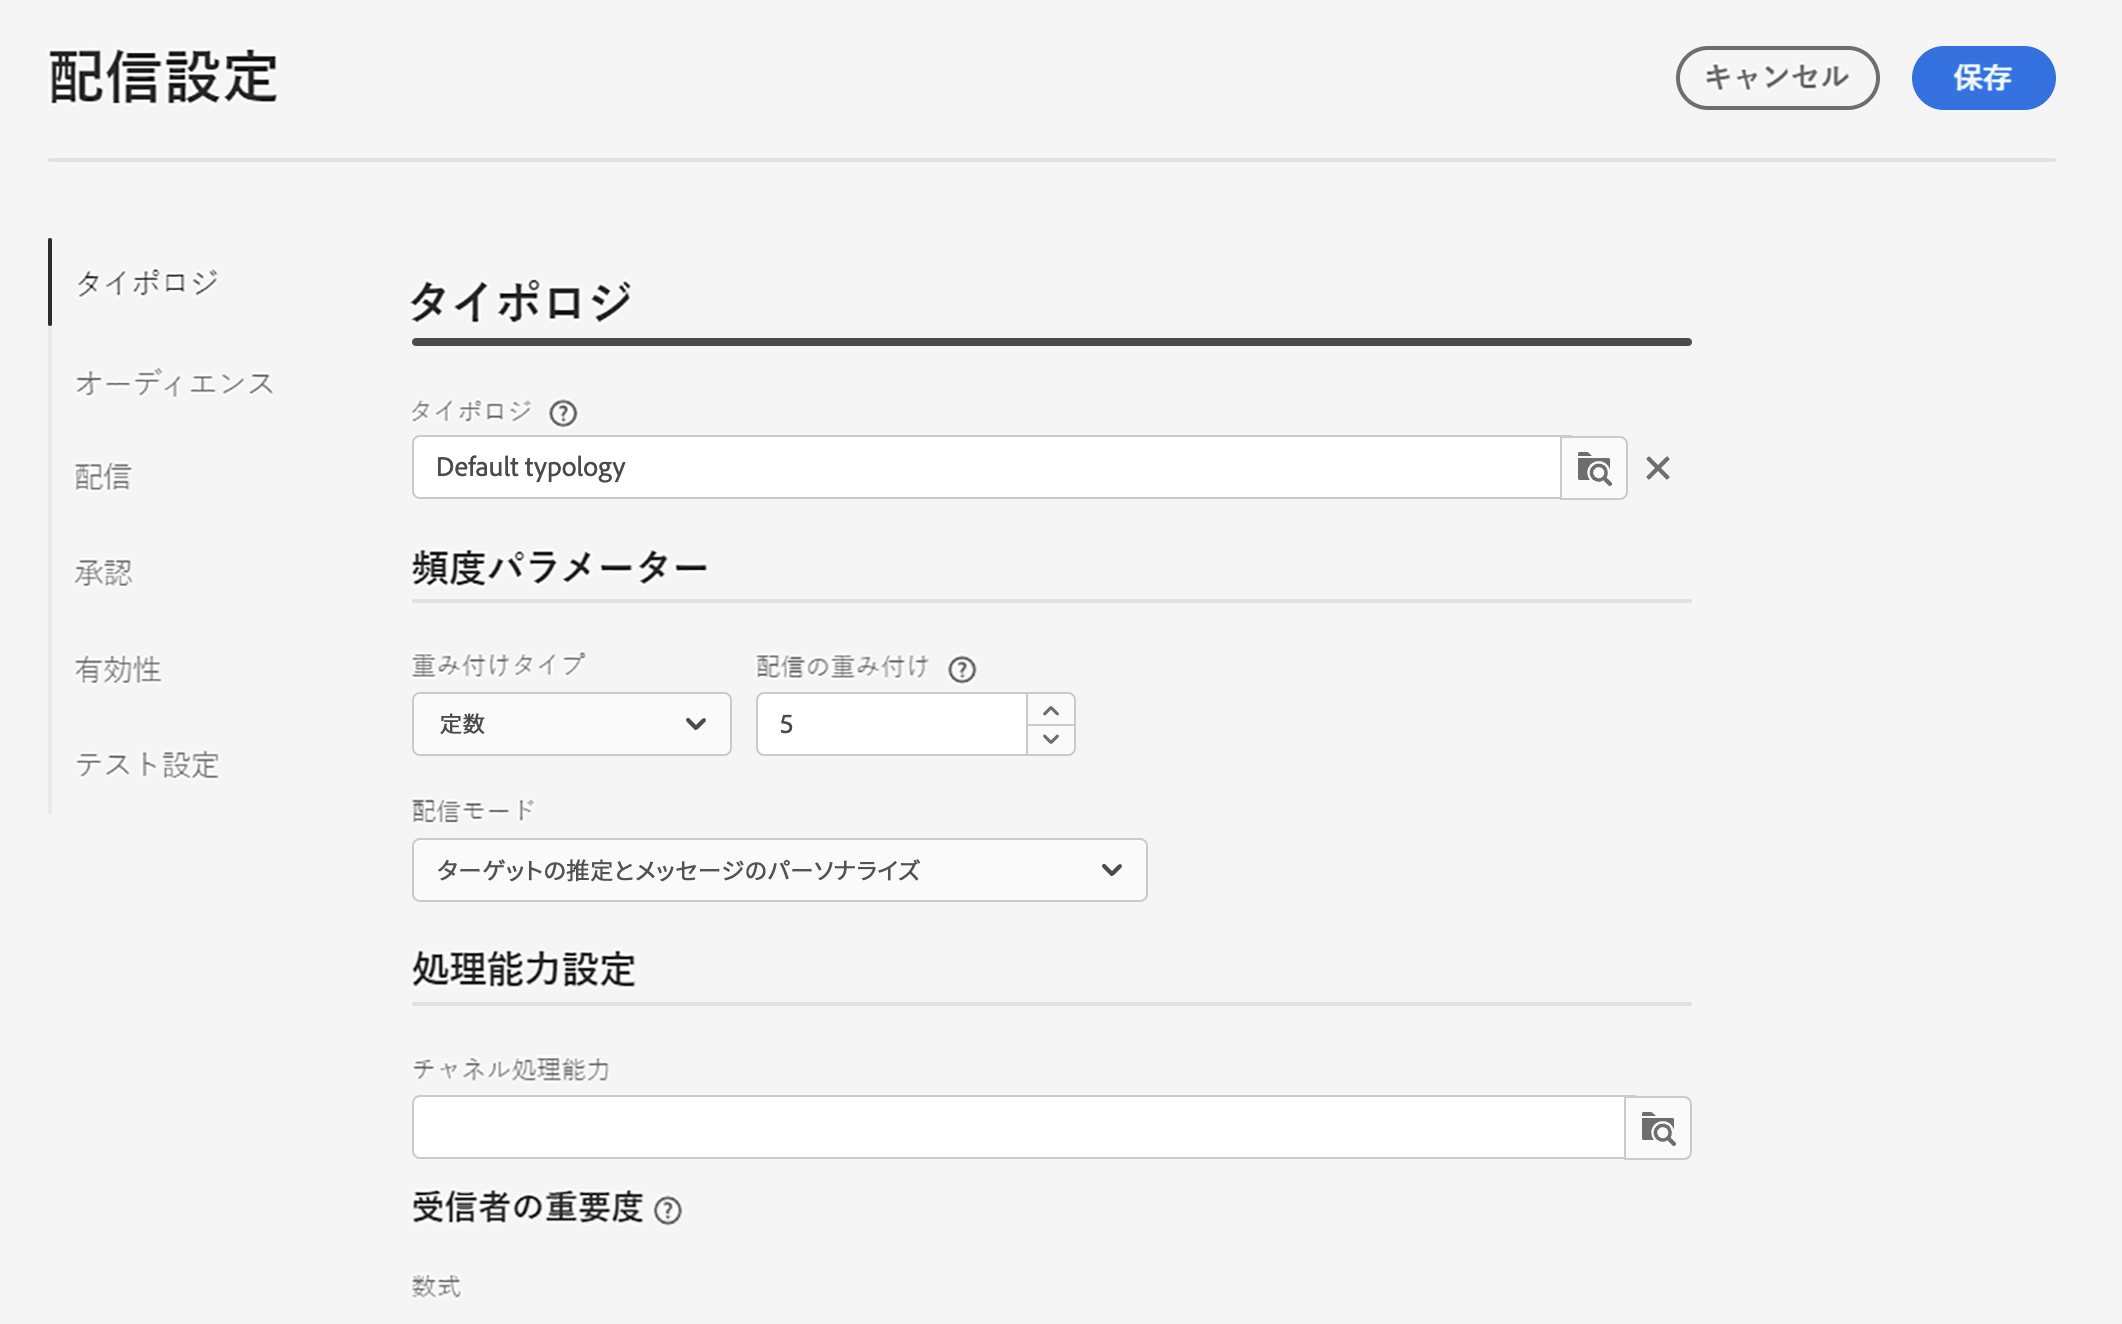 配信設定
キャンセル
保存
タイポロジ
オーディエンス
配信
承認
有効性
テスト設定
タイポロジ
タイポロジ
Default typology
頻度パラメーター
重み付けタイプ
配信の重み付け
定数
5
配信モード
ターゲットの推定とメッセージのパーソナライズ
処理能力設定
チャネル処理能力
受信者の重要度
数式